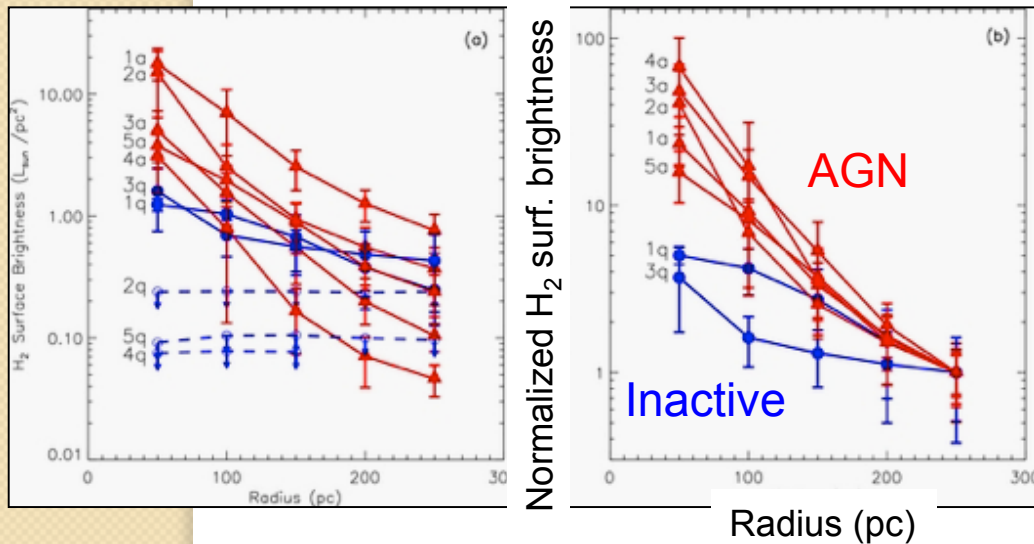 (a)
H₂ Surface Brightness (L_sun /pc²)
10.00
1.00
0.10
0.01
1a
2a
3a
5a
4a
3q
1q
2q
5q
4q
0 100 200 30
Radius (pc)
Normalized H₂ surf. brightness
(b)
100
10
1
4a
3a
2a
1a
5a
1q
3q
AGN
Inactive
0 100 200 300
Radius (pc)